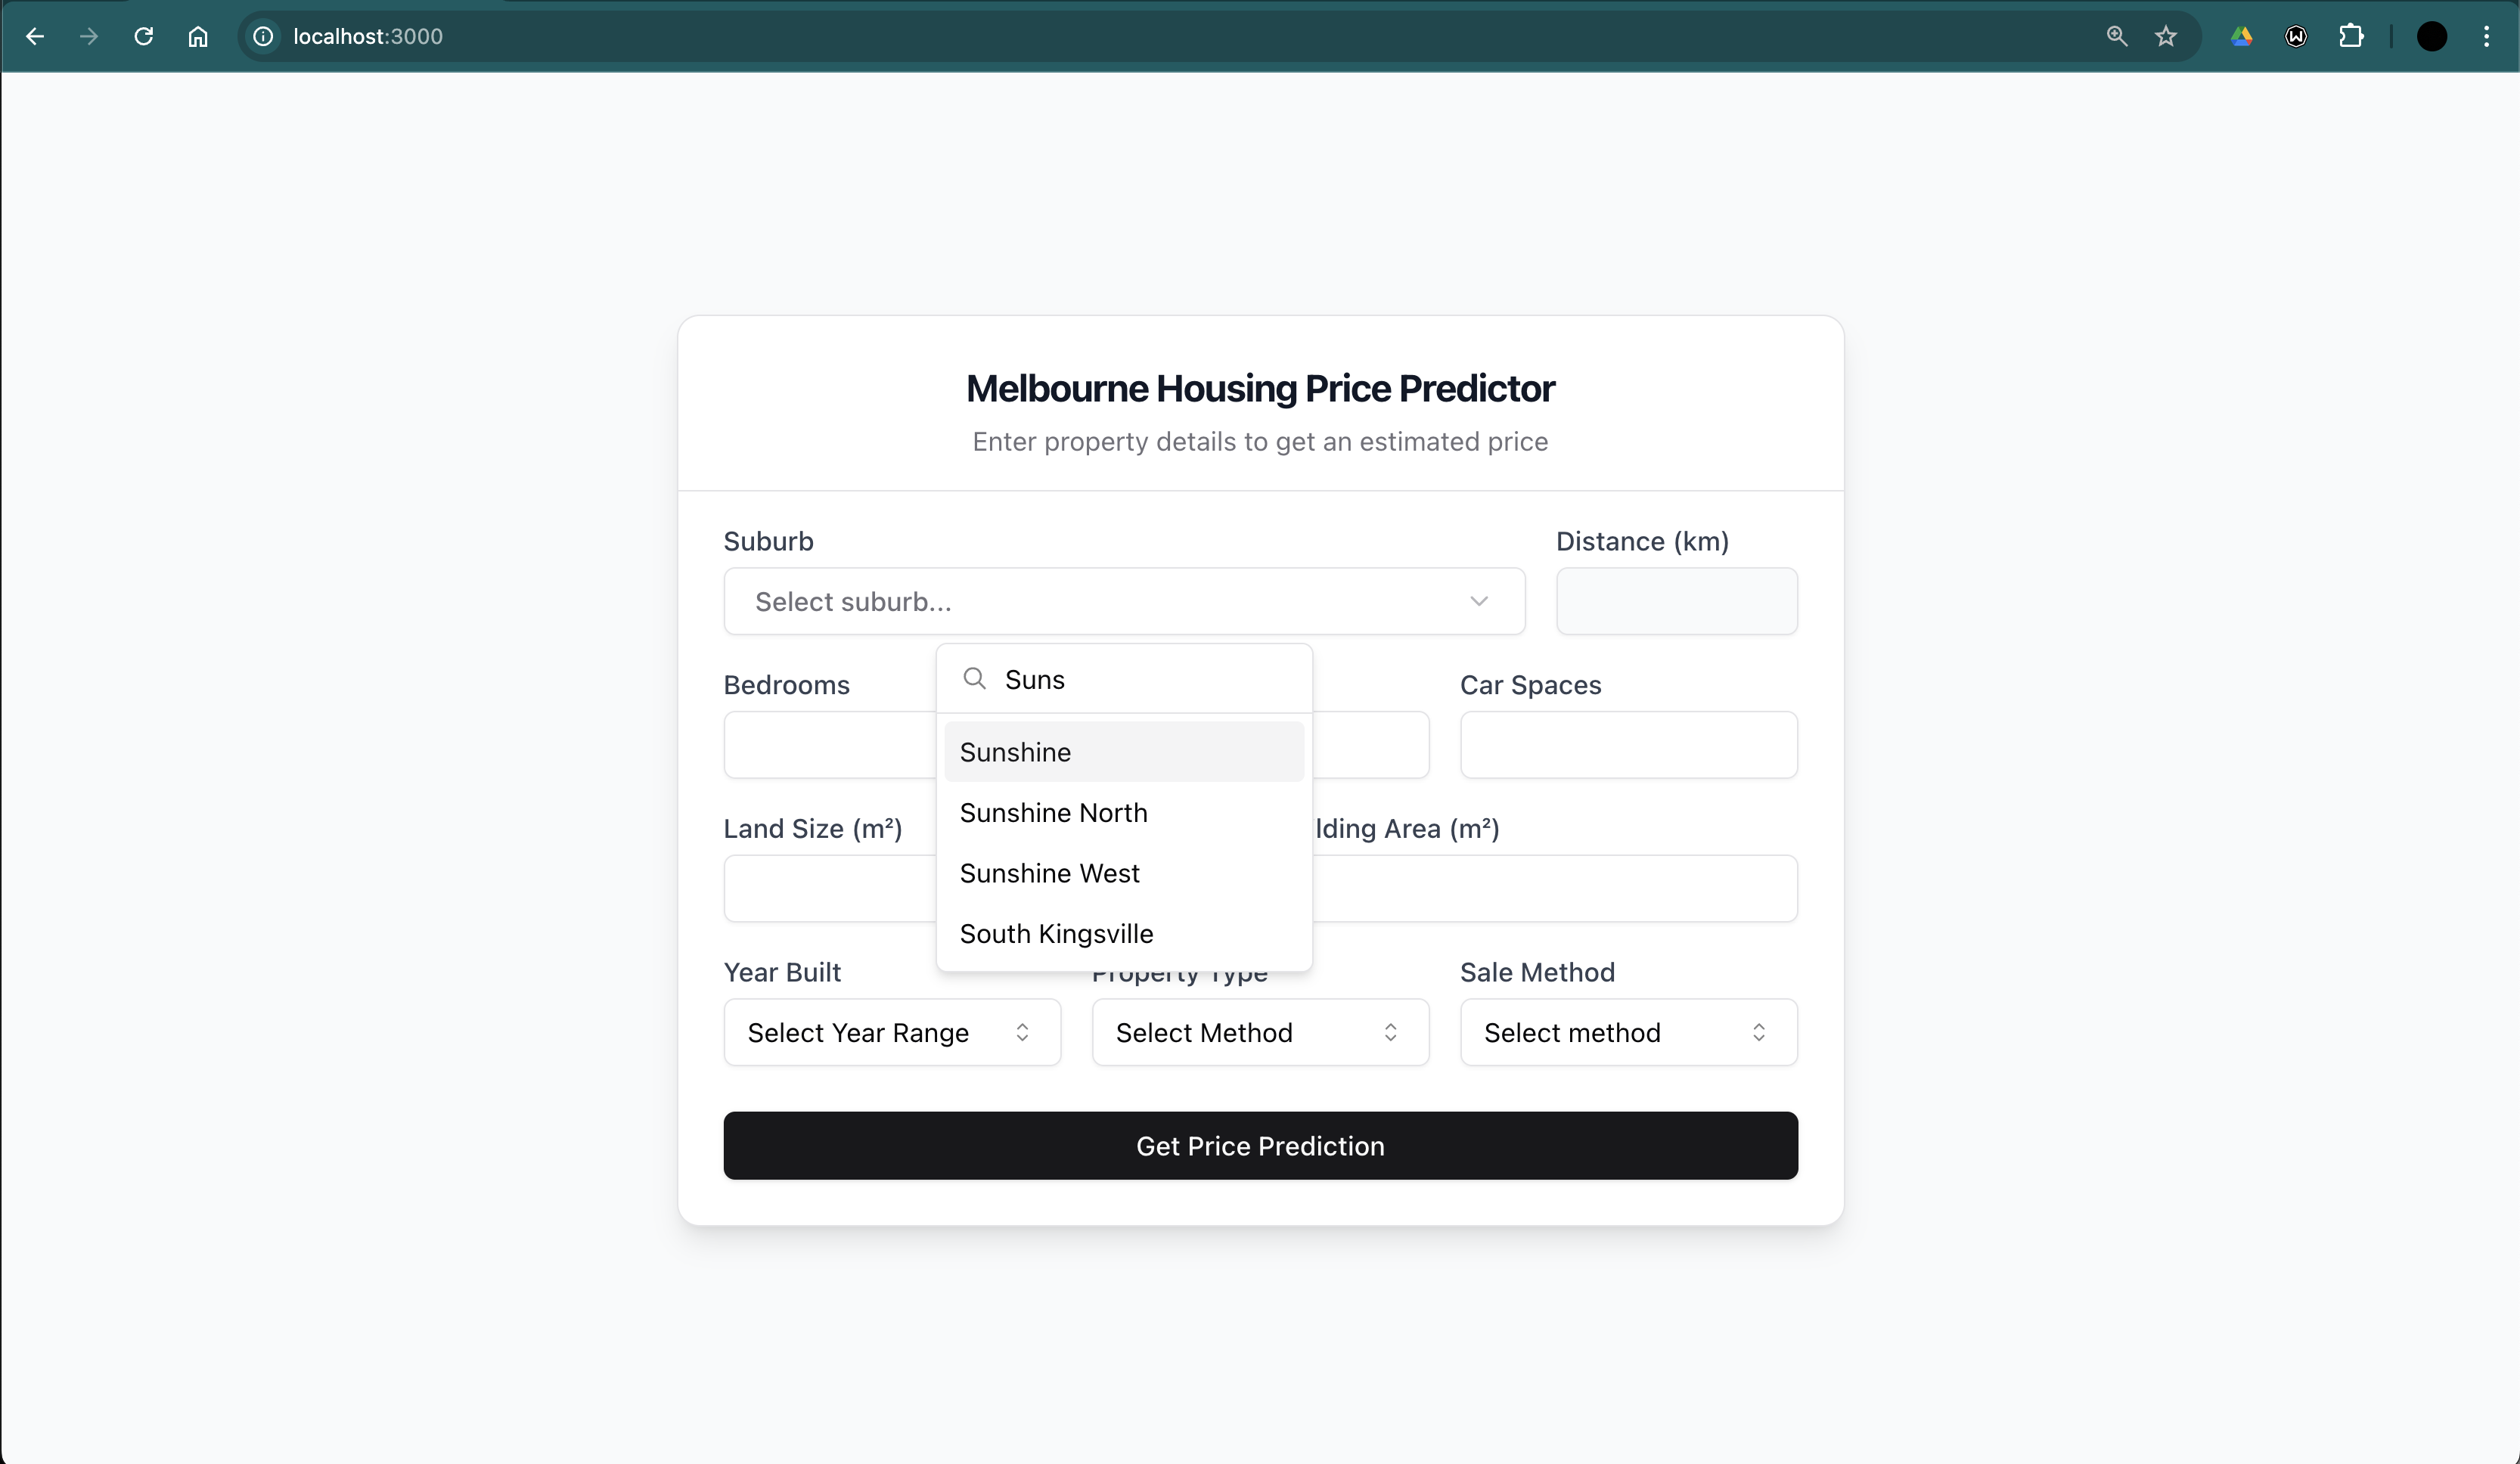 localhost:3000
Melbourne Housing Price Predictor
Enter property details to get an estimated price
Suburb
Distance (km)
Select suburb...
Suns
Bedrooms
Car Spaces
Sunshine
Sunshine North
Land Size (m²)
lding Area (m²)
Sunshine West
South Kingsville
Year Built
Property Type
Sale Method
Select Year Range
Select Method
Select method
Get Price Prediction